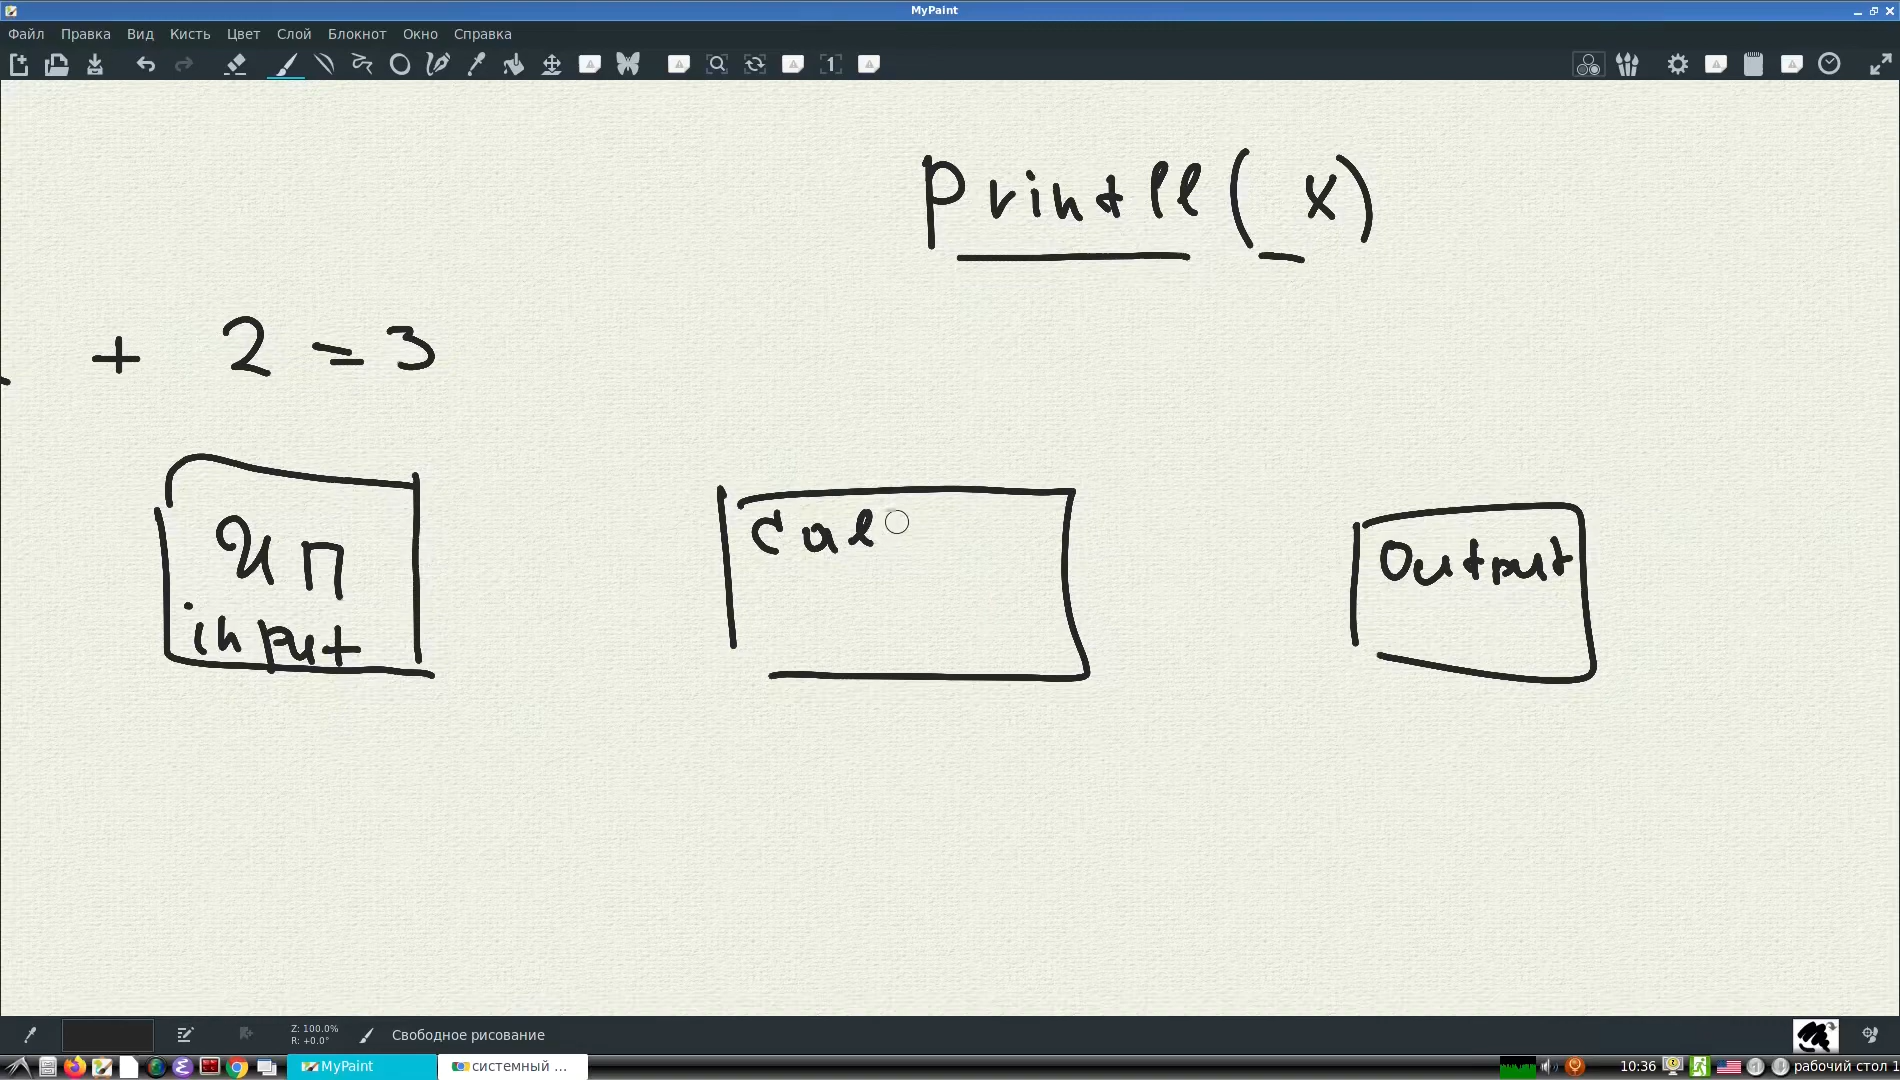 MyPaint
Файл Правка Вид Кисть Цвет Слой Блокнот Окно Справка
1
printll( x)
+ 2 = 3
ИП
input
Cal
Output
Z: 100.0%
R: +0.0°
Свободное рисование
MyPaint
системный ...
10:36
рабочий стол 1